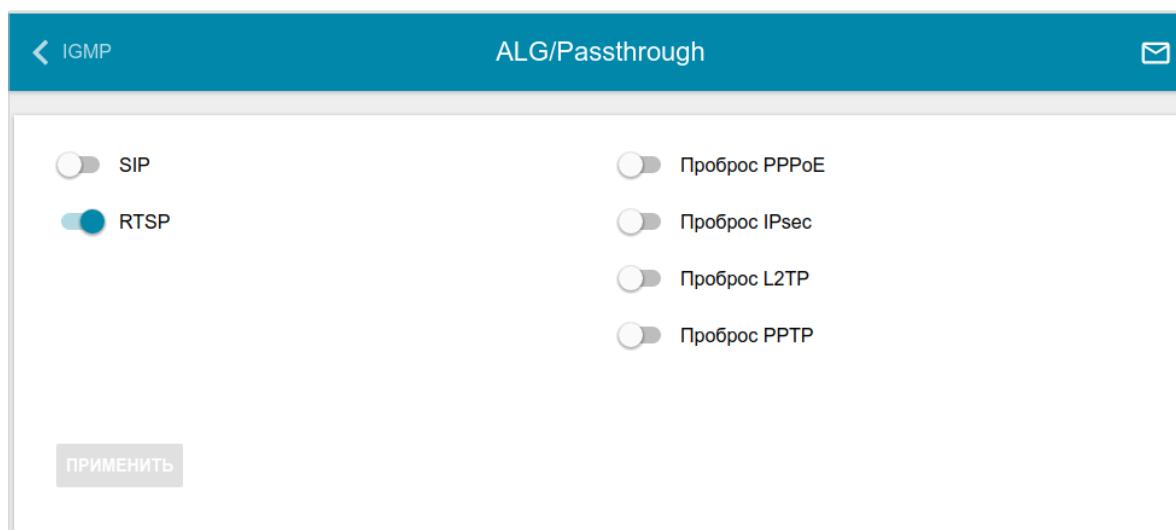 IGMP
ALG/Passthrough
SIP
RTSP
Проброс PPPoE
Проброс IPsec
Проброс L2TP
Проброс PPTP
ПРИМЕНИТЬ